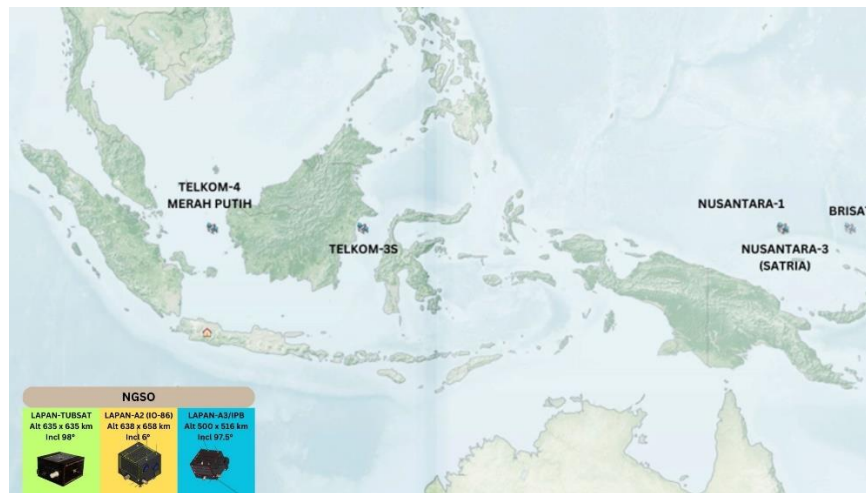 TELKOM-4
MERAH PUTIH
TELKOM-3S
NUSANTARA-1
NUSANTARA-3
(SATRIA)
BRISAT
NGSO
LAPAN-TUBSAT
Alt 635 x 635 km
Incl 98°
LAPAN-A2 (IO-86)
Alt 638 x 658 km
Incl 6°
LAPAN-A3/IPB
Alt 500 x 516 km
Incl 97.5°